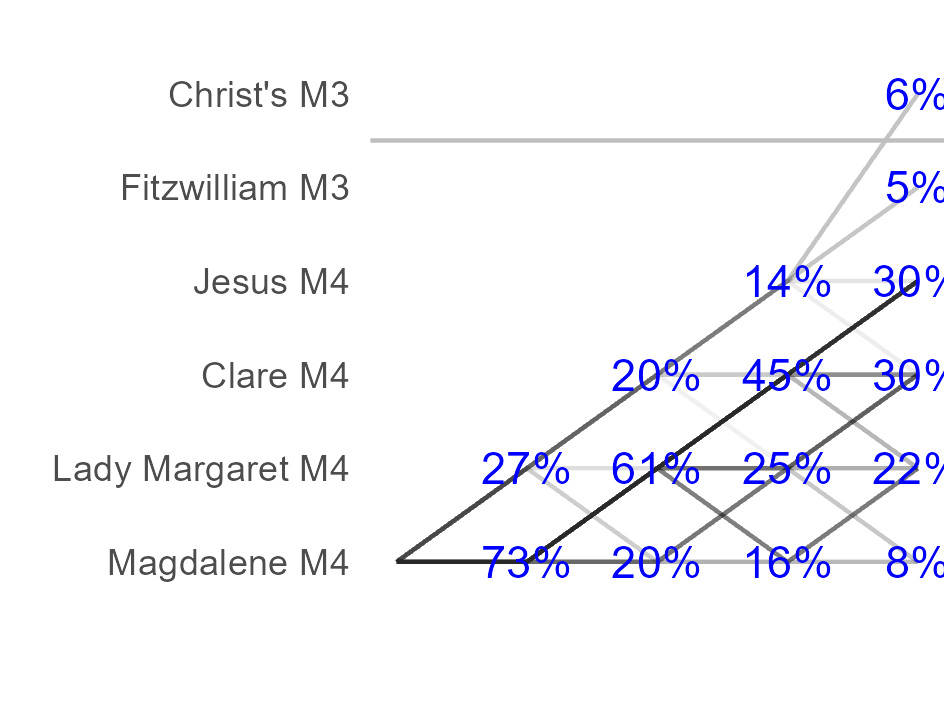 Christ's M3 6%
Fitzwilliam M3 5%
Jesus M4 14% 30%
Clare M4 20% 45% 30%
Lady Margaret M4 27% 61% 25% 22%
Magdalene M4 73% 20% 16% 8%